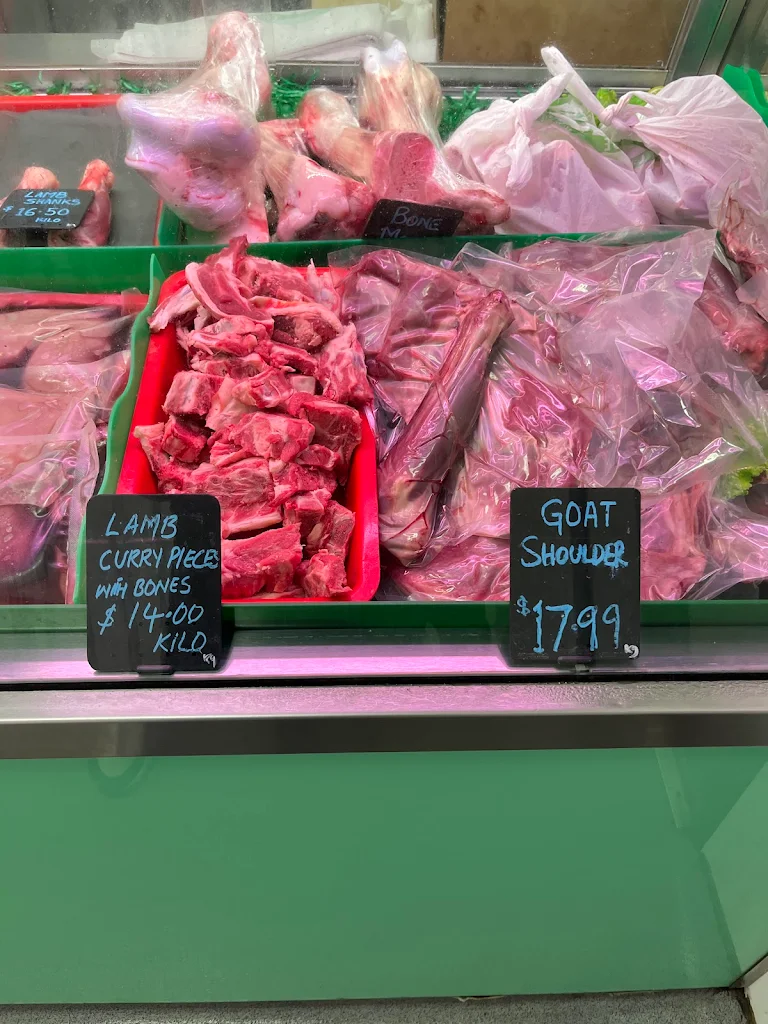 LAMB
SHANKS
$16.50
KILO
BONE
LAMB
CURRY PIECES
WITH BONES
$14.00
KILO
GOAT
SHOULDER
$17.99